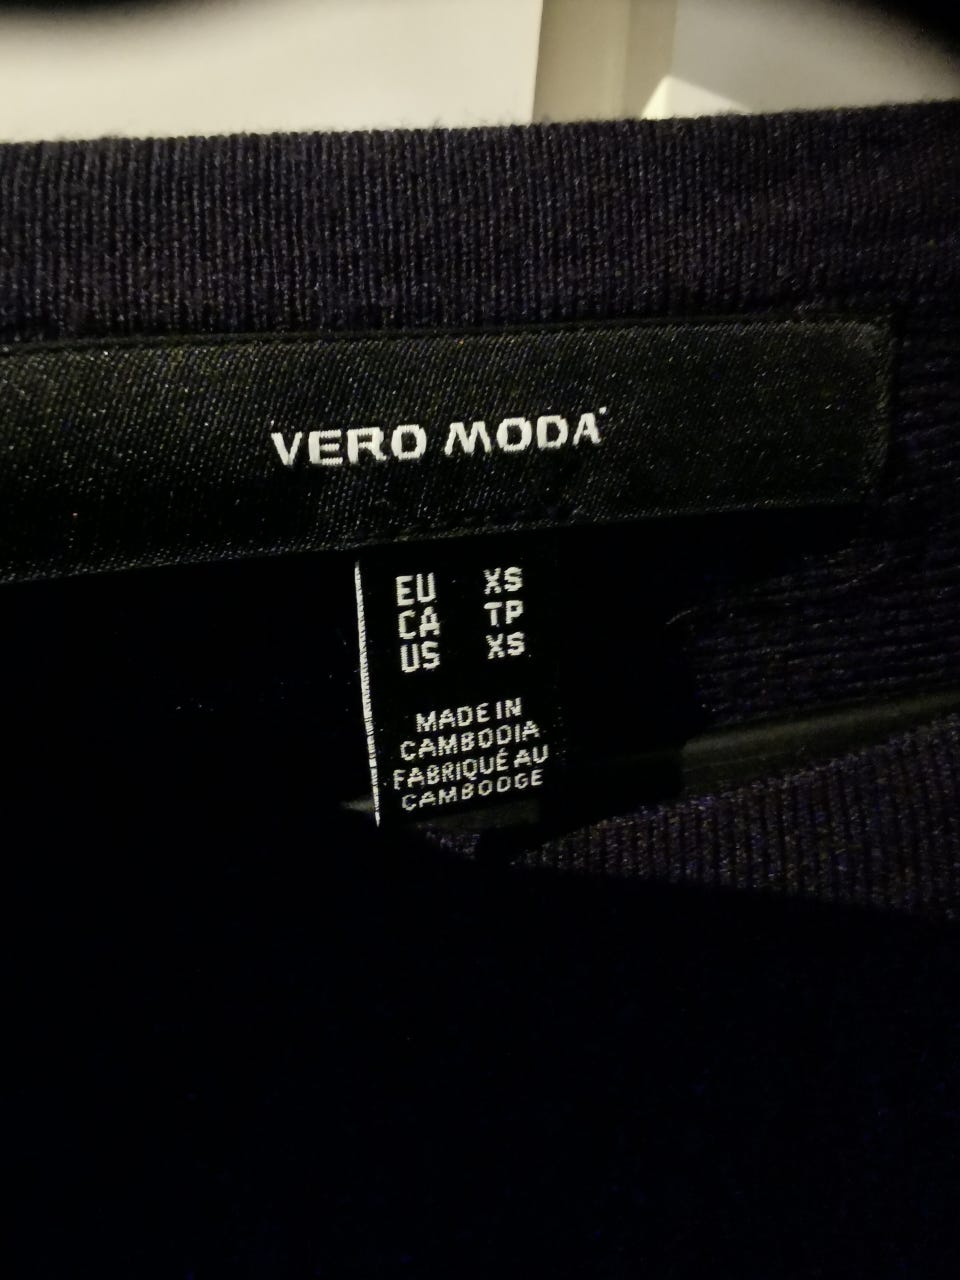 VERO MODA
EU XS
CA TP
US XS
MADE IN
CAMBODIA
FABRIQUÉ AU
CAMBODGE